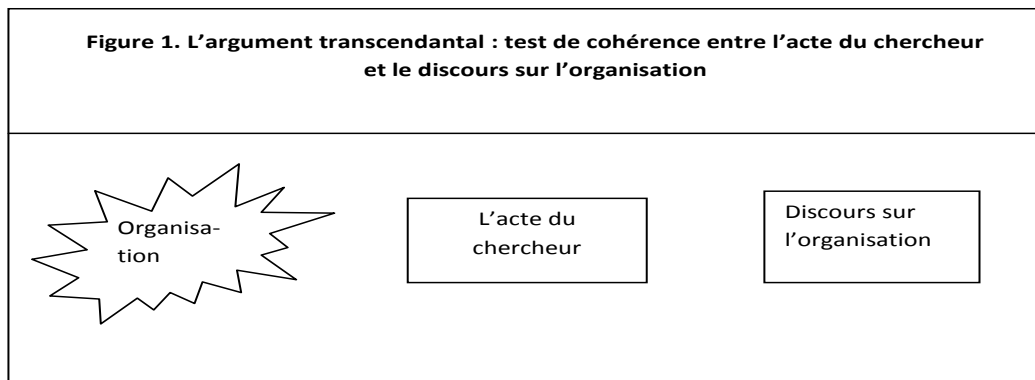 Figure 1. L’argument transcendantal : test de cohérence entre l’acte du chercheur
et le discours sur l’organisation
Organisa-
tion
L’acte du
chercheur
Discours sur
l’organisation